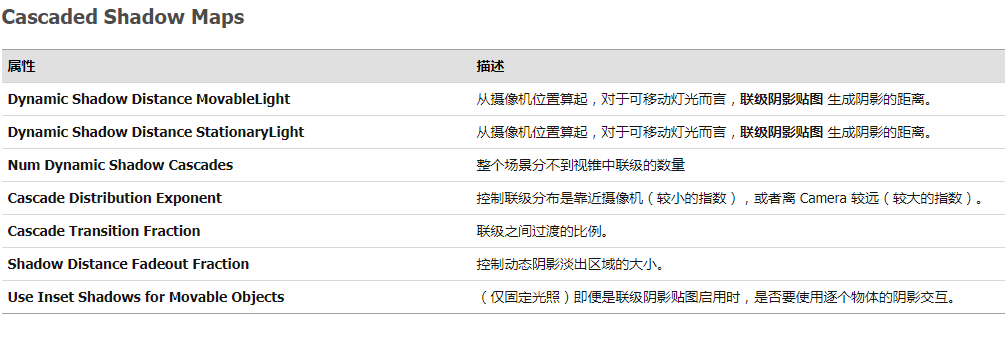 Cascaded Shadow Maps
属性 描述
Dynamic Shadow Distance MovableLight 从摄像机位置算起，对于可移动灯光而言，联级阴影贴图 生成阴影的距离。
Dynamic Shadow Distance StationaryLight 从摄像机位置算起，对于可移动灯光而言，联级阴影贴图 生成阴影的距离。
Num Dynamic Shadow Cascades 整个场景分不到视锥中联级的数量
Cascade Distribution Exponent 控制联级分布是靠近摄像机（较小的指数），或者离 Camera 较远（较大的指数）。
Cascade Transition Fraction 联级之间过渡的比例。
Shadow Distance Fadeout Fraction 控制动态阴影淡出区域的大小。
Use Inset Shadows for Movable Objects （仅固定光照）即便是联级阴影贴图启用时，是否要使用逐个物体的阴影交互。